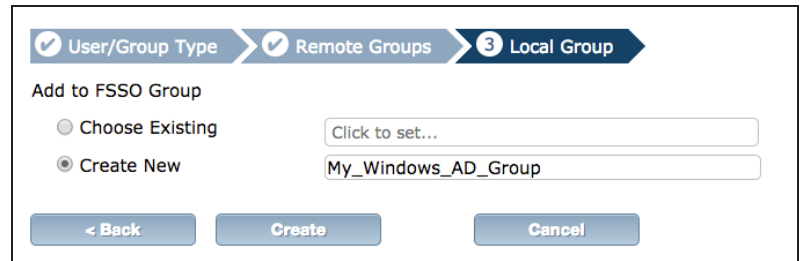 User/Group Type Remote Groups 3 Local Group
Add to FSSO Group
Choose Existing Click to set...
Create New My_Windows_AD_Group
< Back Create Cancel